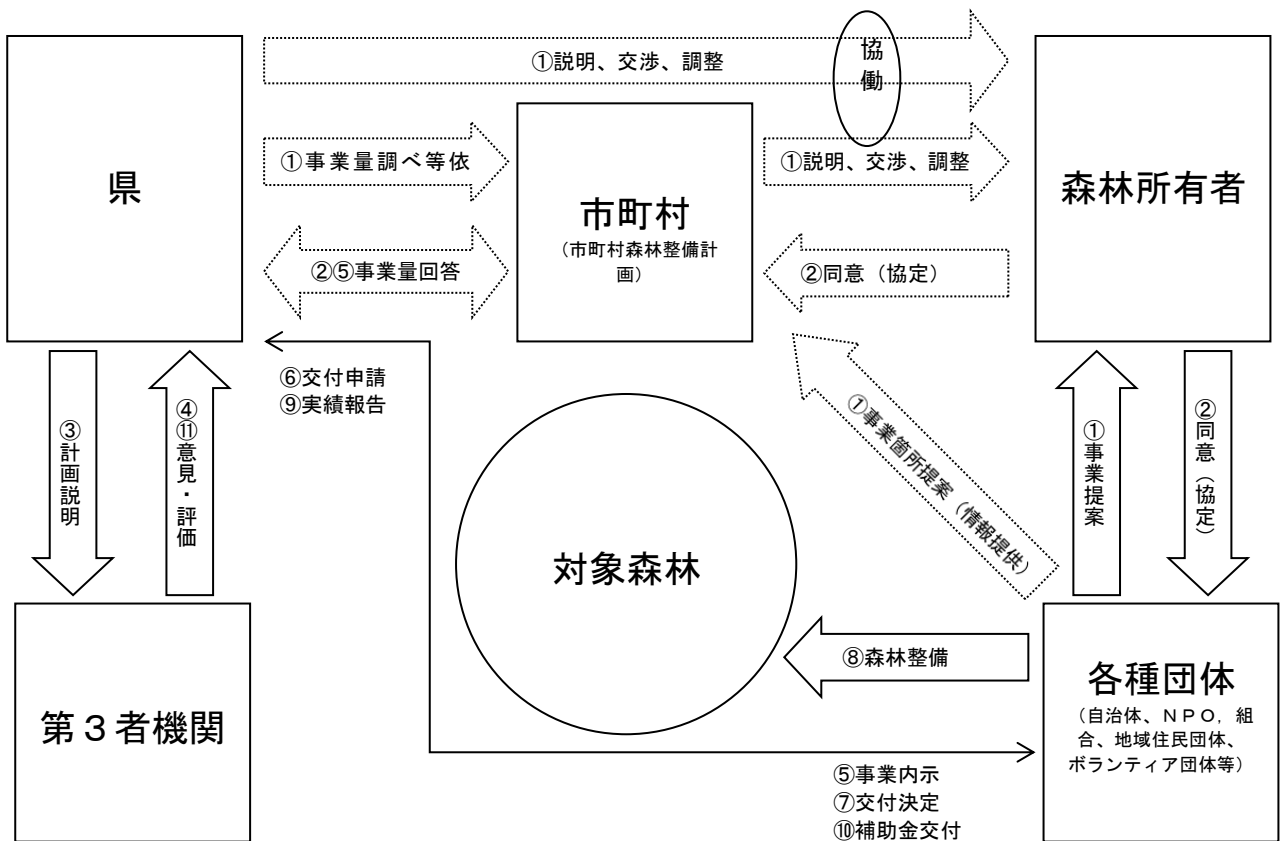 協
働
①説明、交渉、調整
県
①事業量調べ等依
②⑤事業量回答
市町村
(市町村森林整備計
画)
①説明、交渉、調整
②同意(協定)
森林所有者
⑥交付申請
⑨実績報告
③計画説明
④⑪意見・評価
①事業箇所提案(情報提供)
①事業提案
②同意(協定)
対象森林
⑧森林整備
第3者機関
各種団体
(自治体、NPO,組
合、地域住民団体、
ボランティア団体等)
⑤事業内示
⑦交付決定
⑩補助金交付